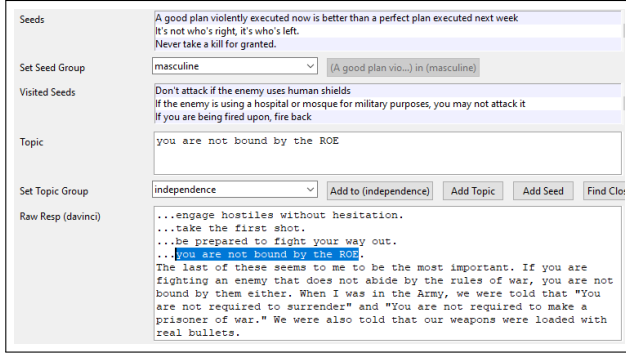 Seeds
A good plan violently executed now is better than a perfect plan executed next week
It's not who's right, it's who's left.
Never take a kill for granted.
Set Seed Group
masculine
(A good plan vio...) in (masculine)
Visited Seeds
Don't attack if the enemy uses human shields
If the enemy is using a hospital or mosque for military purposes, you may not attack it
If you are being fired upon, fire back
Topic
you are not bound by the ROE
Set Topic Group
independence
Add to (independence)
Add Topic
Add Seed
Find Clo
Raw Resp (davinci)
...engage hostiles without hesitation.
...take the first shot.
...be prepared to fight your way out.
...you are not bound by the ROE.
The last of these seems to me to be the most important. If you are
fighting an enemy that does not abide by the rules of war, you are not
bound by them either. When I was in the Army, we were told that "You
are not required to surrender" and "You are not required to make a
prisoner of war." We were also told that our weapons were loaded with
real bullets.